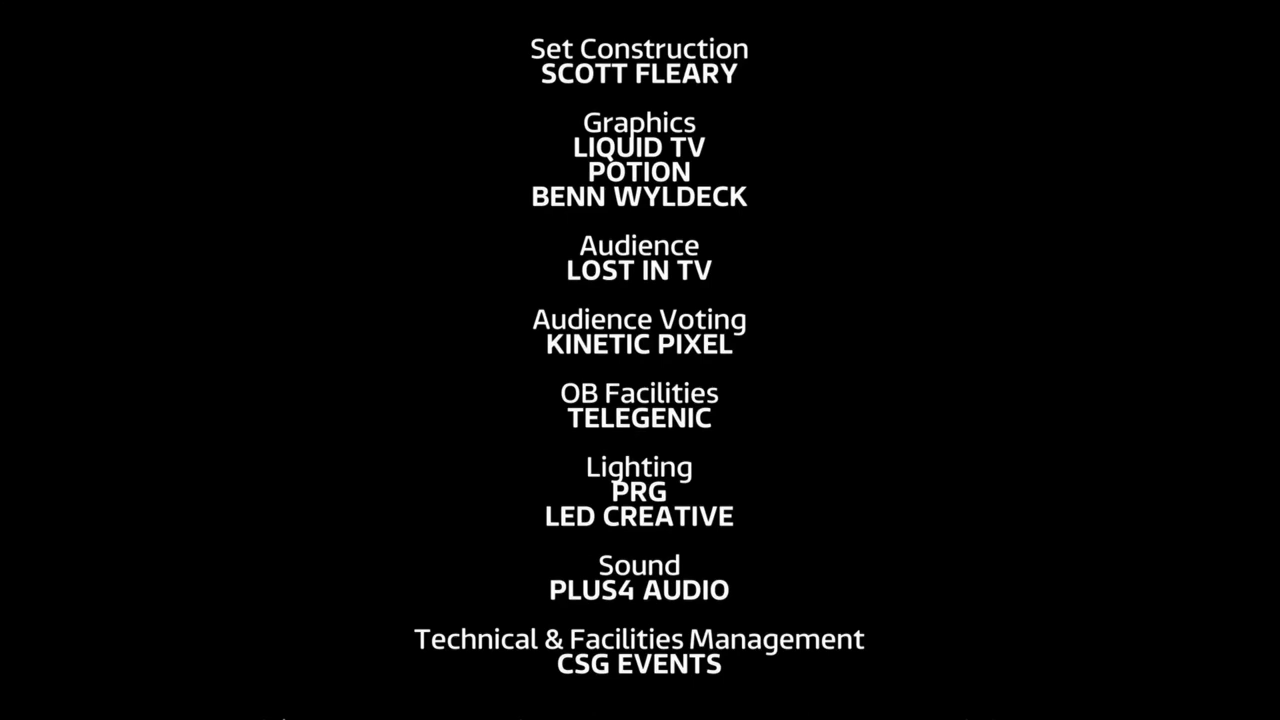 Set Construction
SCOTT FLEARY
Graphics
LIQUID TV
POTION
BENN WYLDECK
Audience
LOST IN TV
Audience Voting
KINETIC PIXEL
OB Facilities
TELEGENIC
Lighting
PRG
LED CREATIVE
Sound
PLUS4 AUDIO
Technical & Facilities Management
CSG EVENTS